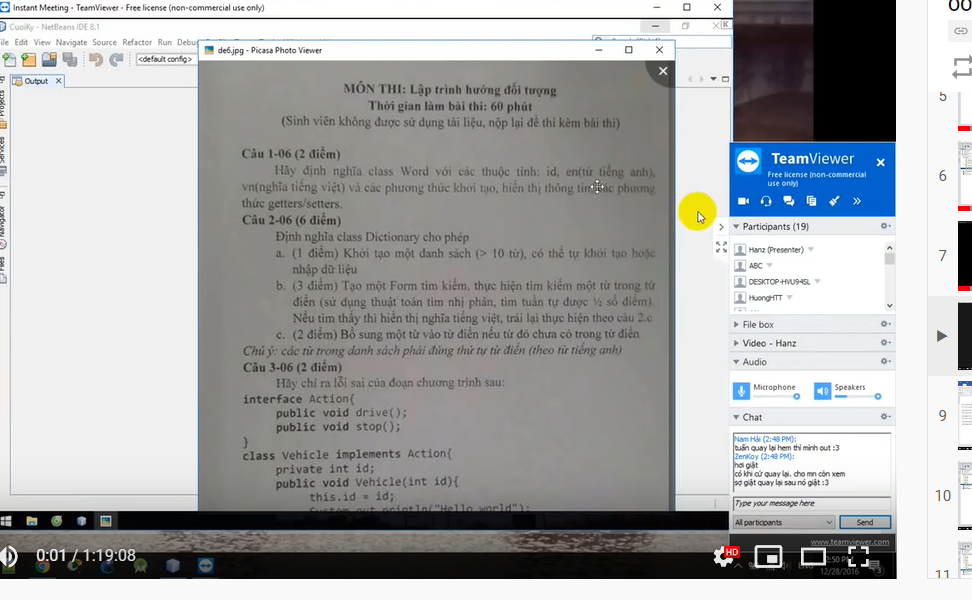 Instant Meeting - TeamViewer - Free license (non-commercial use only)
CuoiKy - NetBeans IDE 8.1
File Edit View Navigate Source Refactor Run Debug
<default config>
Output
Projects
Services
Navigator
Files
de6.jpg - Picasa Photo Viewer
MÔN THI: Lập trình hướng đối tượng
Thời gian làm bài thi: 60 phút
(Sinh viên không được sử dụng tài liệu, nộp lại đề thi kèm bài thi)
Câu 1-06 (2 điểm)
Hãy định nghĩa class Word với các thuộc tính: id, en(từ tiếng anh),
vn(nghĩa tiếng việt) và các phương thức khởi tạo, hiển thị thông tin, các phương
thức getters/setters.
Câu 2-06 (6 điểm)
Định nghĩa class Dictionary cho phép
a. (1 điểm) Khởi tạo một danh sách (> 10 từ), có thể tự khởi tạo hoặc
nhập dữ liệu
b. (3 điểm) Tạo một Form tìm kiếm, thực hiện tìm kiếm một từ trong từ
điển (sử dụng thuật toán tìm nhị phân, tìm tuần tự được ½ số điểm).
Nếu tìm thấy thì hiển thị nghĩa tiếng việt, trái lại thực hiện theo câu 2.c
c. (2 điểm) Bổ sung một từ vào từ điển nếu từ đó chưa có trong từ điển
Chú ý: các từ trong danh sách phải đúng thứ tự từ điển (theo từ tiếng anh)
Câu 3-06 (2 điểm)
Hãy chỉ ra lỗi sai của đoạn chương trình sau:
interface Action{
public void drive();
public void stop();
}
class Vehicle implements Action{
private int id;
public void Vehicle(int id){
this.id = id;
System.out.println("Hello world");
TeamViewer
Free license (non-commercial
use only)
Participants (19)
Hanz (Presenter)
ABC
DESKTOP-HVU94SL
HuongHTT
File box
Video - Hanz
Audio
Microphone
Speakers
Chat
Nam Hải (2:48 PM):
tuấn quay lại hem thì mình out :3
ZenKoy (2:48 PM):
hơi giật
có khi cứ quay lại. cho mn còn xem
sợ giật quay lại sau nó giật :3
Type your message here
All participants
Send
www.teamviewer.com
0:01 / 1:19:08
HD
2:50 PM
12/28/2016
00
5
6
7
9
10
11